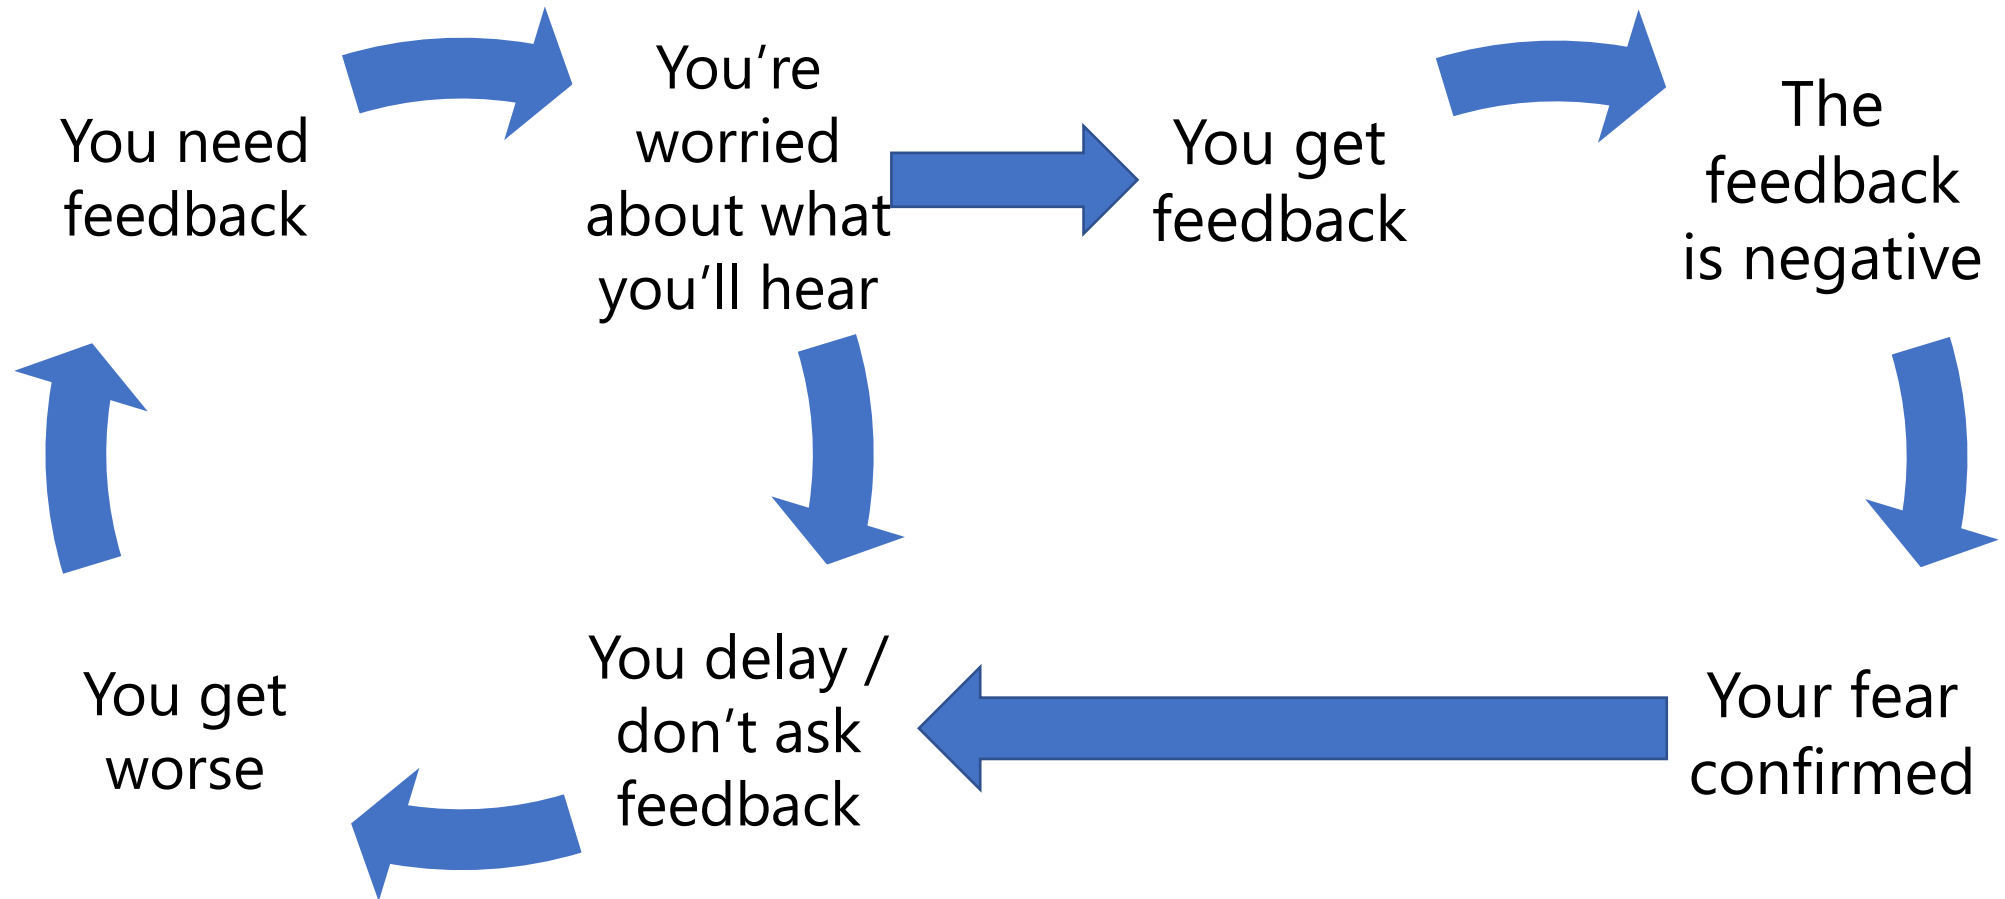 You need
feedback
You’re
worried
about what
you’ll hear
You get
feedback
The
feedback
is negative
Your fear
confirmed
You delay /
don’t ask
feedback
You get
worse